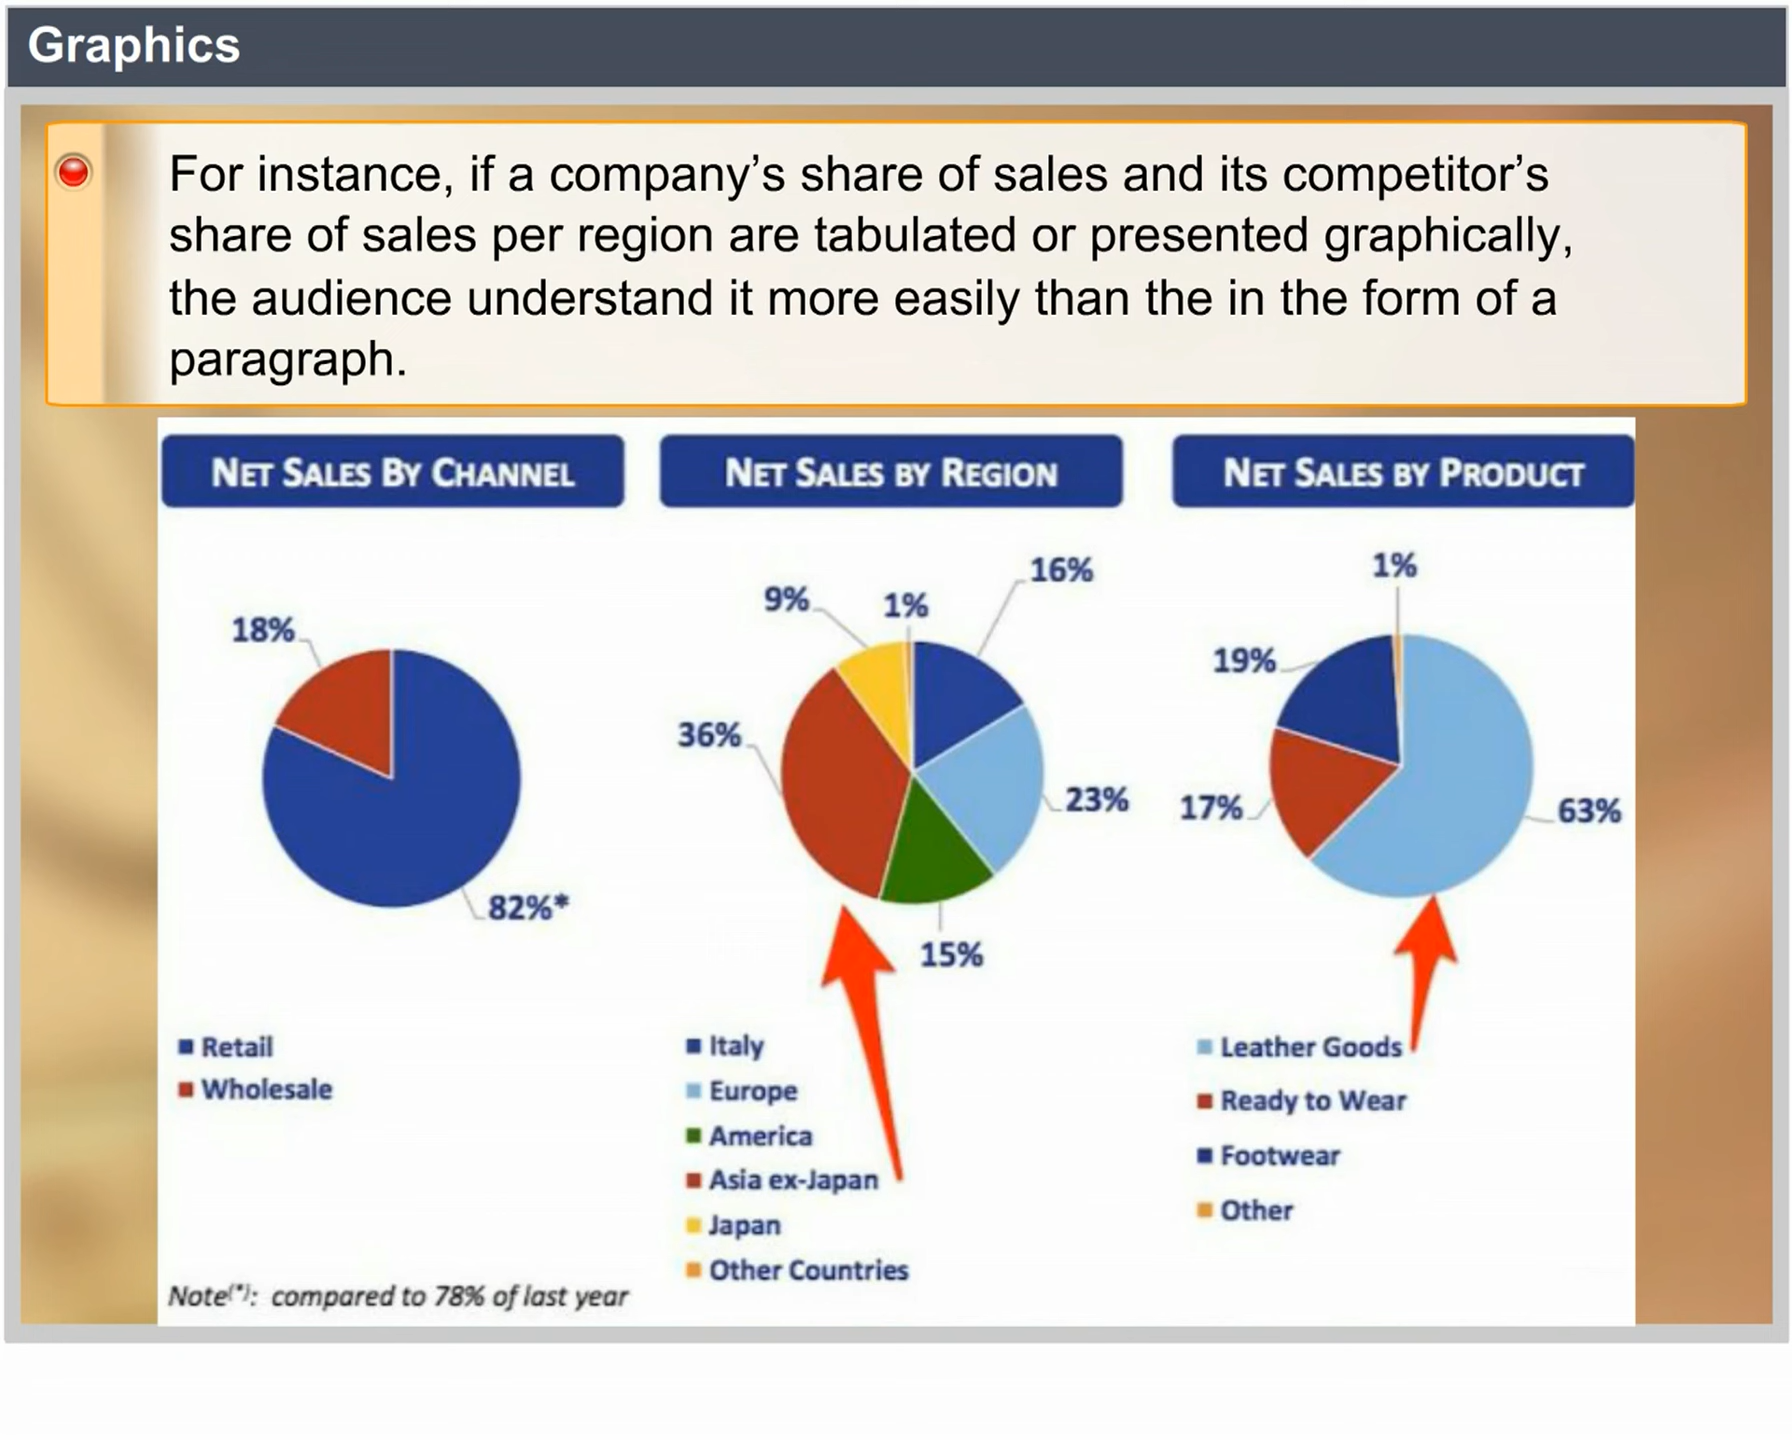 Graphics
For instance, if a company’s share of sales and its competitor’s
share of sales per region are tabulated or presented graphically,
the audience understand it more easily than the in the form of a
paragraph.
NET SALES BY CHANNEL
18%
82%*
Retail
Wholesale
Note(*): compared to 78% of last year
NET SALES BY REGION
16%
9%
1%
36%
23%
15%
Italy
Europe
America
Asia ex-Japan
Japan
Other Countries
NET SALES BY PRODUCT
1%
19%
17%
63%
Leather Goods
Ready to Wear
Footwear
Other